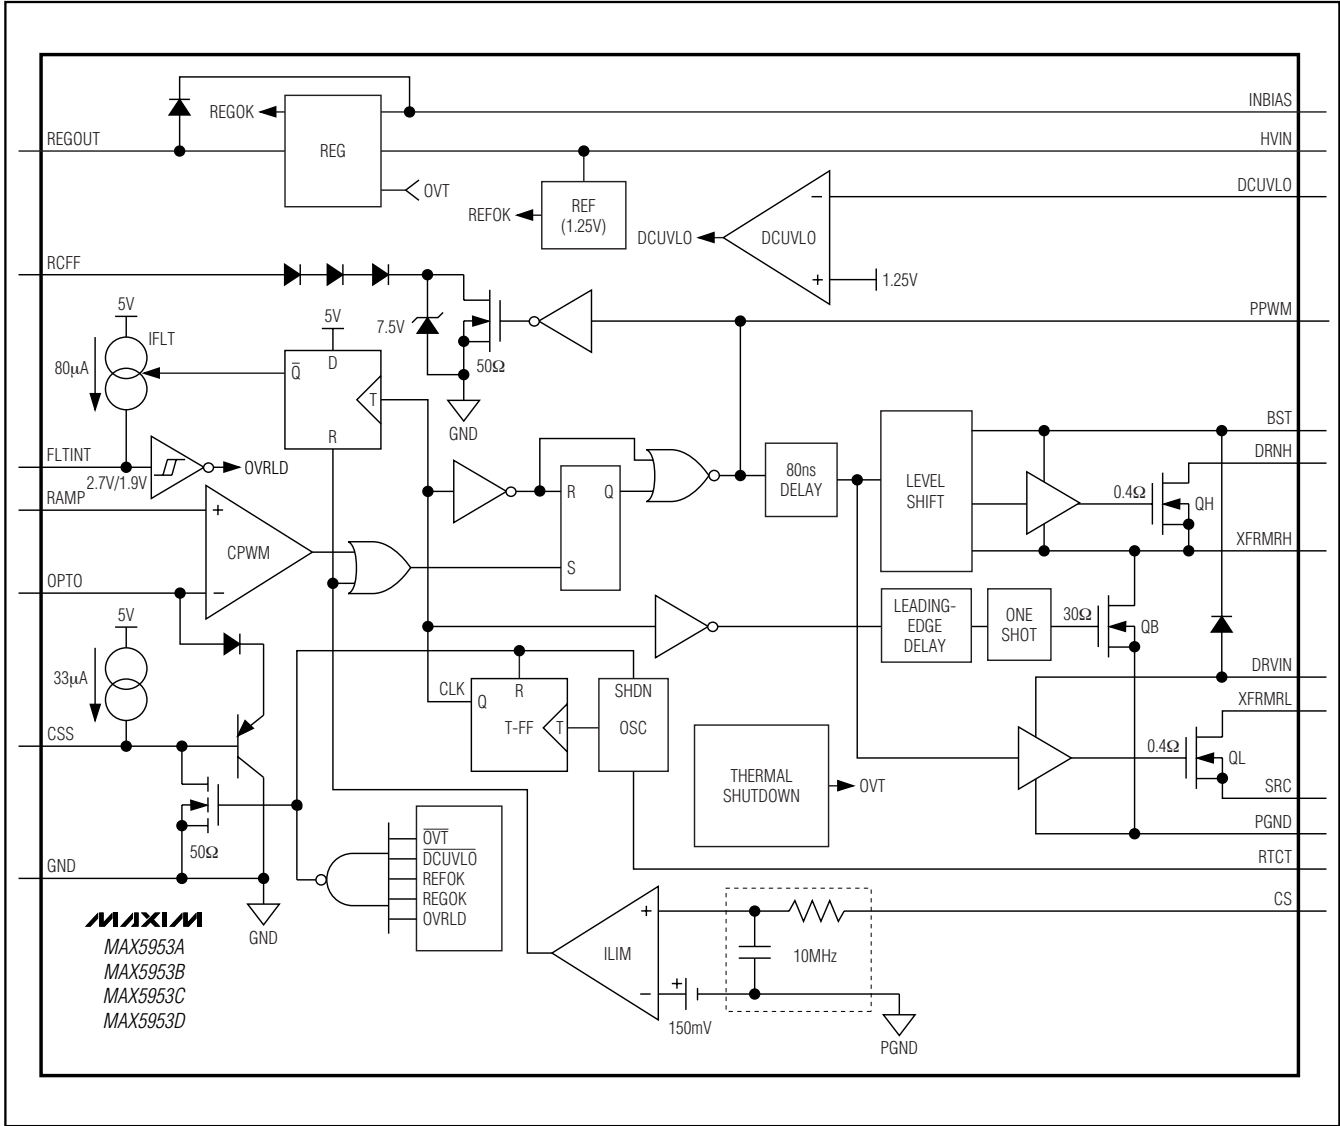 INBIAS
REGOK
REGOUT
HVIN
REG
DCUVLO
OVT
REF
(1.25V)
REFOK
DCUVLO
DCUVLO
−
+
1.25V
RCFF
5V
5V
7.5V
PPWM
IFLT
50Ω
80µA
Q̅
D
T
R
GND
BST
DRNH
FLTINT
OVRLD
2.7V/1.9V
RAMP
R
Q
S
80ns
DELAY
LEVEL
SHIFT
0.4Ω
QH
XFRMRH
+
CPWM
−
OPTO
5V
LEADING-
EDGE
DELAY
ONE
SHOT
30Ω
QB
33µA
CLK
Q
R
T-FF
T
SHDN
OSC
DRVIN
XFRMRL
CSS
0.4Ω
QL
THERMAL
SHUTDOWN
OVT
SRC
PGND
50Ω
O̅V̅T̅
D̅C̅U̅V̅L̅O̅
REFOK
REGOK
OVRLD
RTCT
GND
CS
MAXIM
GND
MAX5953A
MAX5953B
MAX5953C
MAX5953D
+
ILIM
−
+
150mV
10MHz
PGND